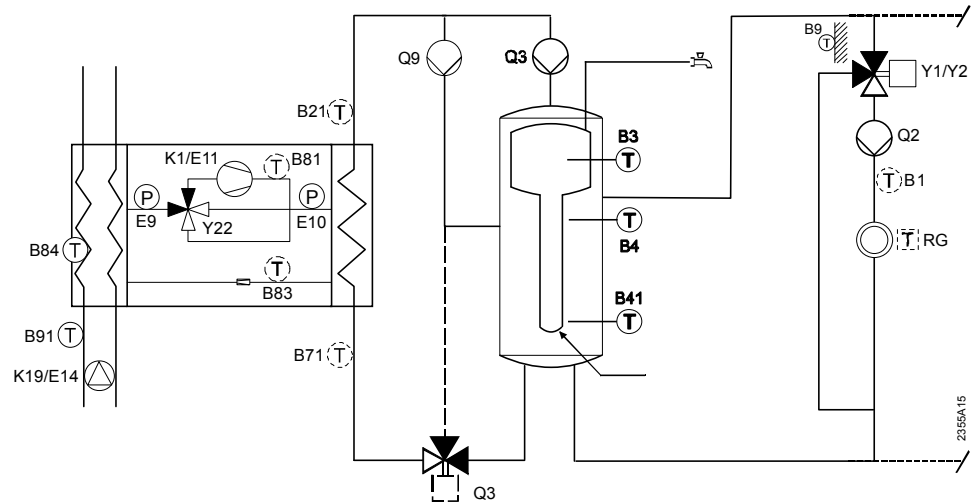 B9
T
Q9
Q3
Y1/Y2
B21
T
Q2
K1/E11
T
B81
B3
T
P
P
T
B1
E9
Y22
E10
T
B4
B84
T
T
RG
T
B83
B41
T
B91
T
B71
T
K19/E14
Q3
2355A15